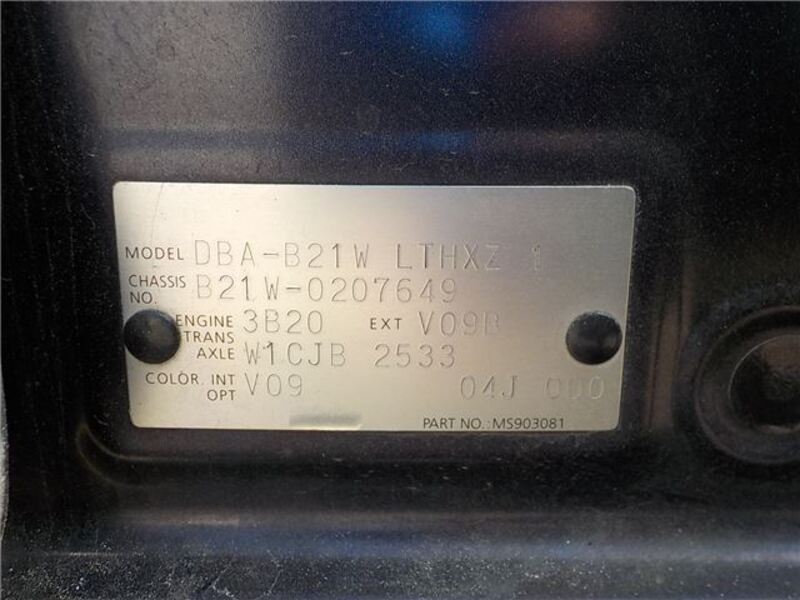 MODEL DBA-B21W LTHXZ 1
CHASSIS NO. B21W-0207649
ENGINE 3B20 EXT V09B
TRANS AXLE W1CJB 2533
COLOR. INT V09 04J 000
OPT
PART NO.: MS903081